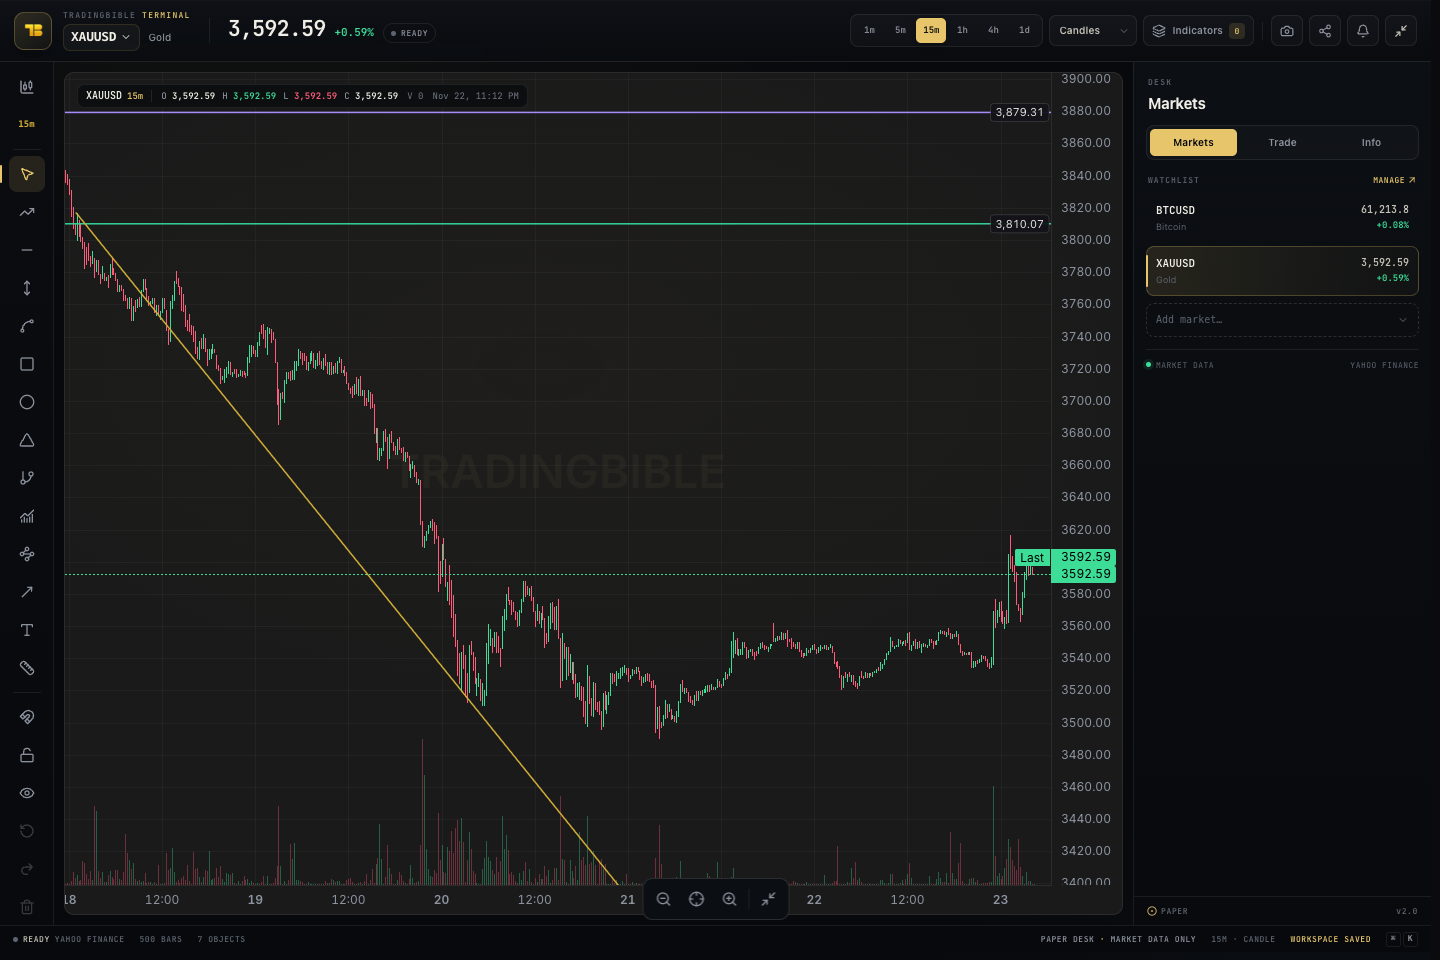 TRADINGBIBLE TERMINAL
XAUUSD
Gold
3,592.59 +0.59% READY
1m 5m 15m 1h 4h 1d
Candles
Indicators 0
15m
XAUUSD 15m O 3,592.59 H 3,592.59 L 3,592.59 C 3,592.59 V 0 Nov 22, 11:12 PM
3,879.31
3,810.07
TRADINGBIBLE
3900.00
3880.00
3860.00
3840.00
3820.00
3800.00
3780.00
3760.00
3740.00
3720.00
3700.00
3680.00
3660.00
3640.00
3620.00
Last 3592.59
3592.59
3580.00
3560.00
3540.00
3520.00
3500.00
3480.00
3460.00
3440.00
3420.00
3400.00
18 12:00 19 12:00 20 12:00 21 22 12:00 23
DESK
Markets
Markets Trade Info
WATCHLIST MANAGE
BTCUSD 61,213.8
Bitcoin +0.08%
XAUUSD 3,592.59
Gold +0.59%
Add market…
MARKET DATA YAHOO FINANCE
PAPER v2.0
READY YAHOO FINANCE 500 BARS 7 OBJECTS
PAPER DESK · MARKET DATA ONLY 15M · CANDLE WORKSPACE SAVED ⌘ K